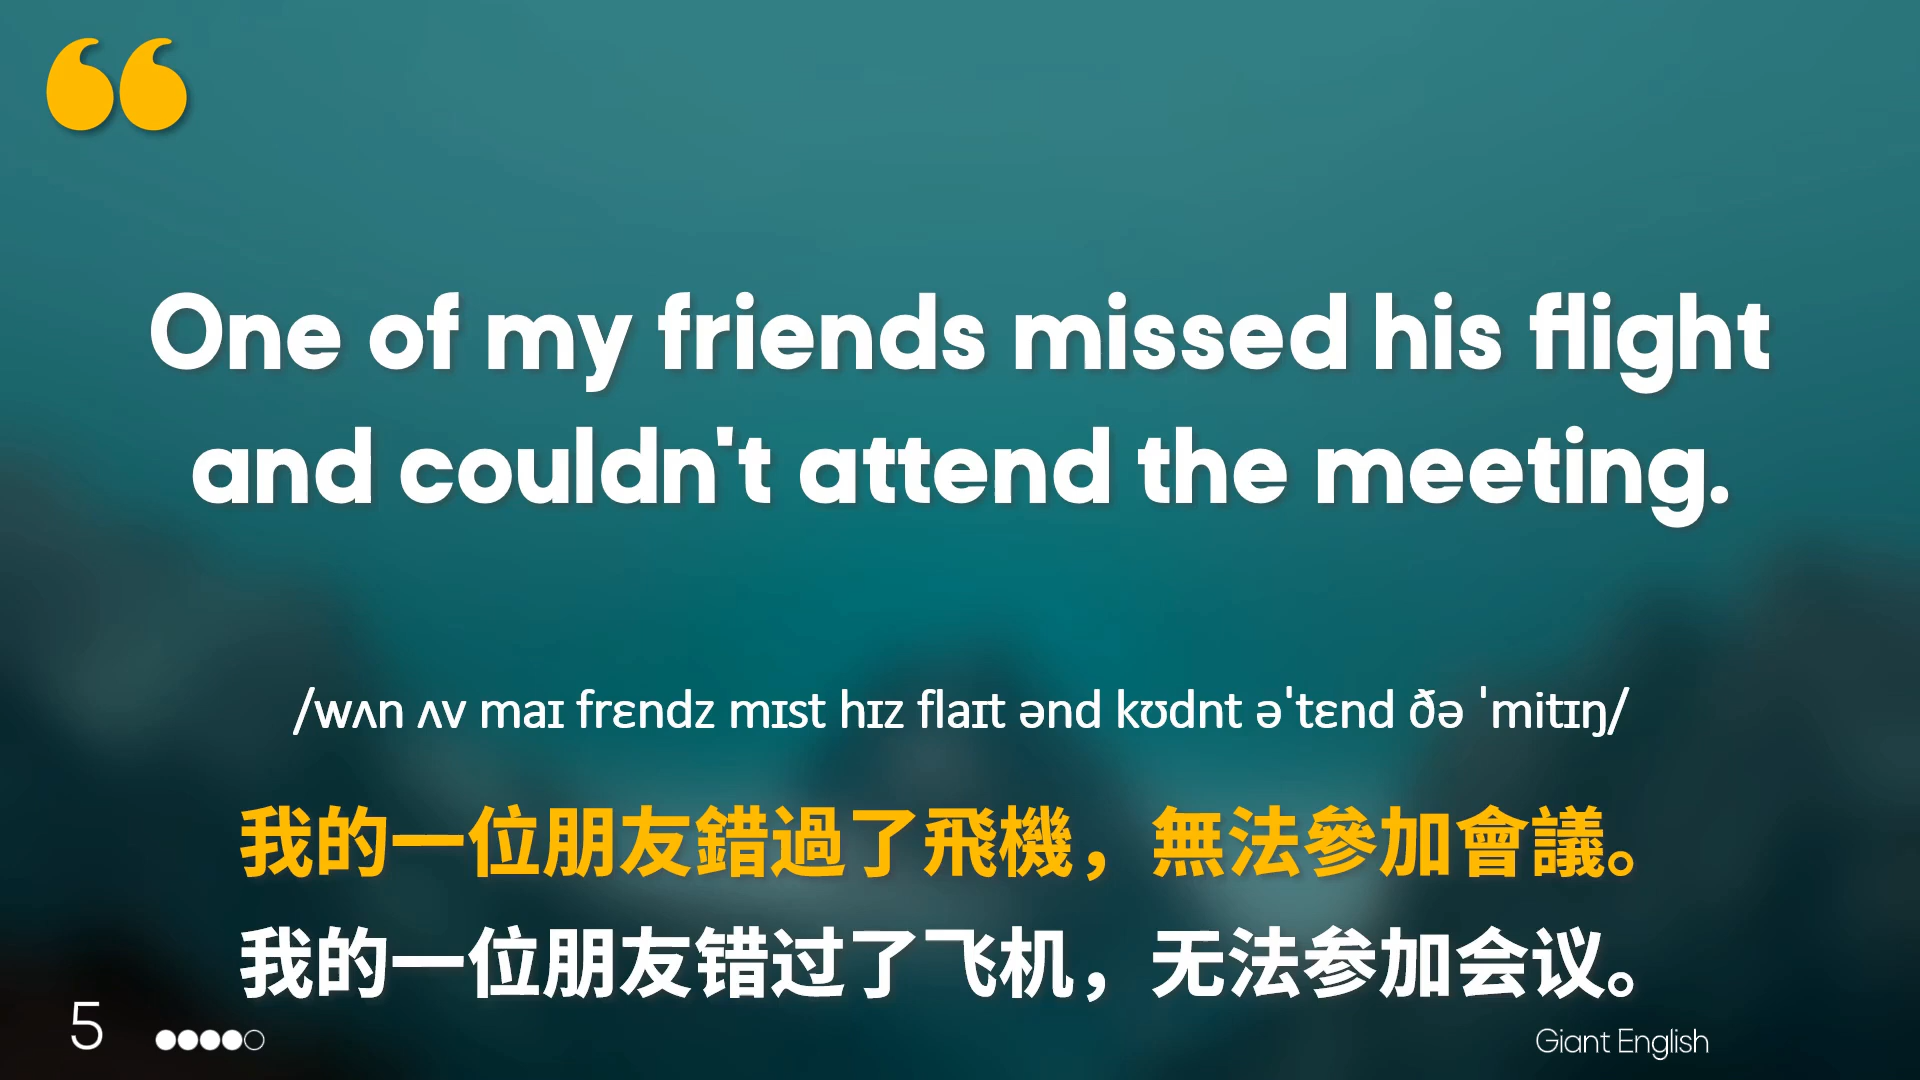 “
One of my friends missed his flight
and couldn't attend the meeting.
/wʌn ʌv maɪ frɛndz mɪst hɪz flaɪt ənd kʊdnt əˈtɛnd ðə ˈmitɪŋ/
我的一位朋友錯過了飛機，無法參加會議。
我的一位朋友错过了飞机，无法参加会议。
5
Giant English